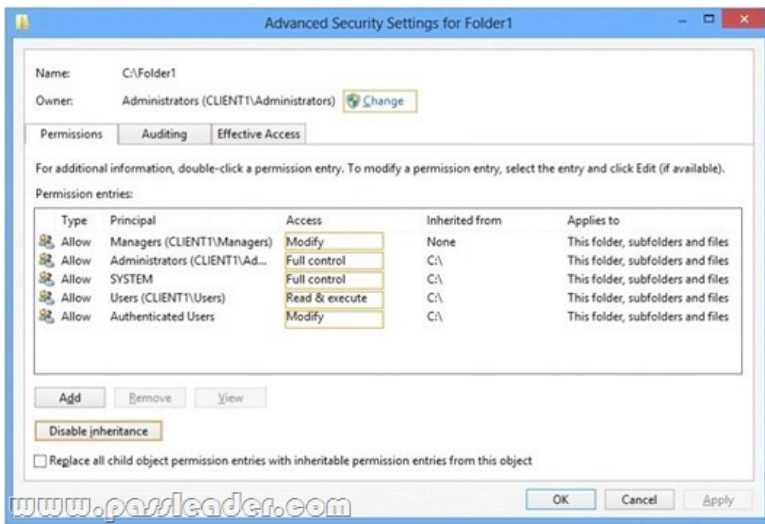 Advanced Security Settings for Folder1
Name: C:\Folder1
Owner: Administrators (CLIENT1\Administrators) Change
Permissions Auditing Effective Access
For additional information, double-click a permission entry. To modify a permission entry, select the entry and click Edit (if available).
Permission entries:
Type Principal Access Inherited from Applies to
Allow Managers (CLIENT1\Managers) Modify None This folder, subfolders and files
Allow Administrators (CLIENT1\Ad... Full control C:\ This folder, subfolders and files
Allow SYSTEM Full control C:\ This folder, subfolders and files
Allow Users (CLIENT1\Users) Read & execute C:\ This folder, subfolders and files
Allow Authenticated Users Modify C:\ This folder, subfolders and files
Add Remove View
Disable inheritance
Replace all child object permission entries with inheritable permission entries from this object
www.passleader.com
OK Cancel Apply